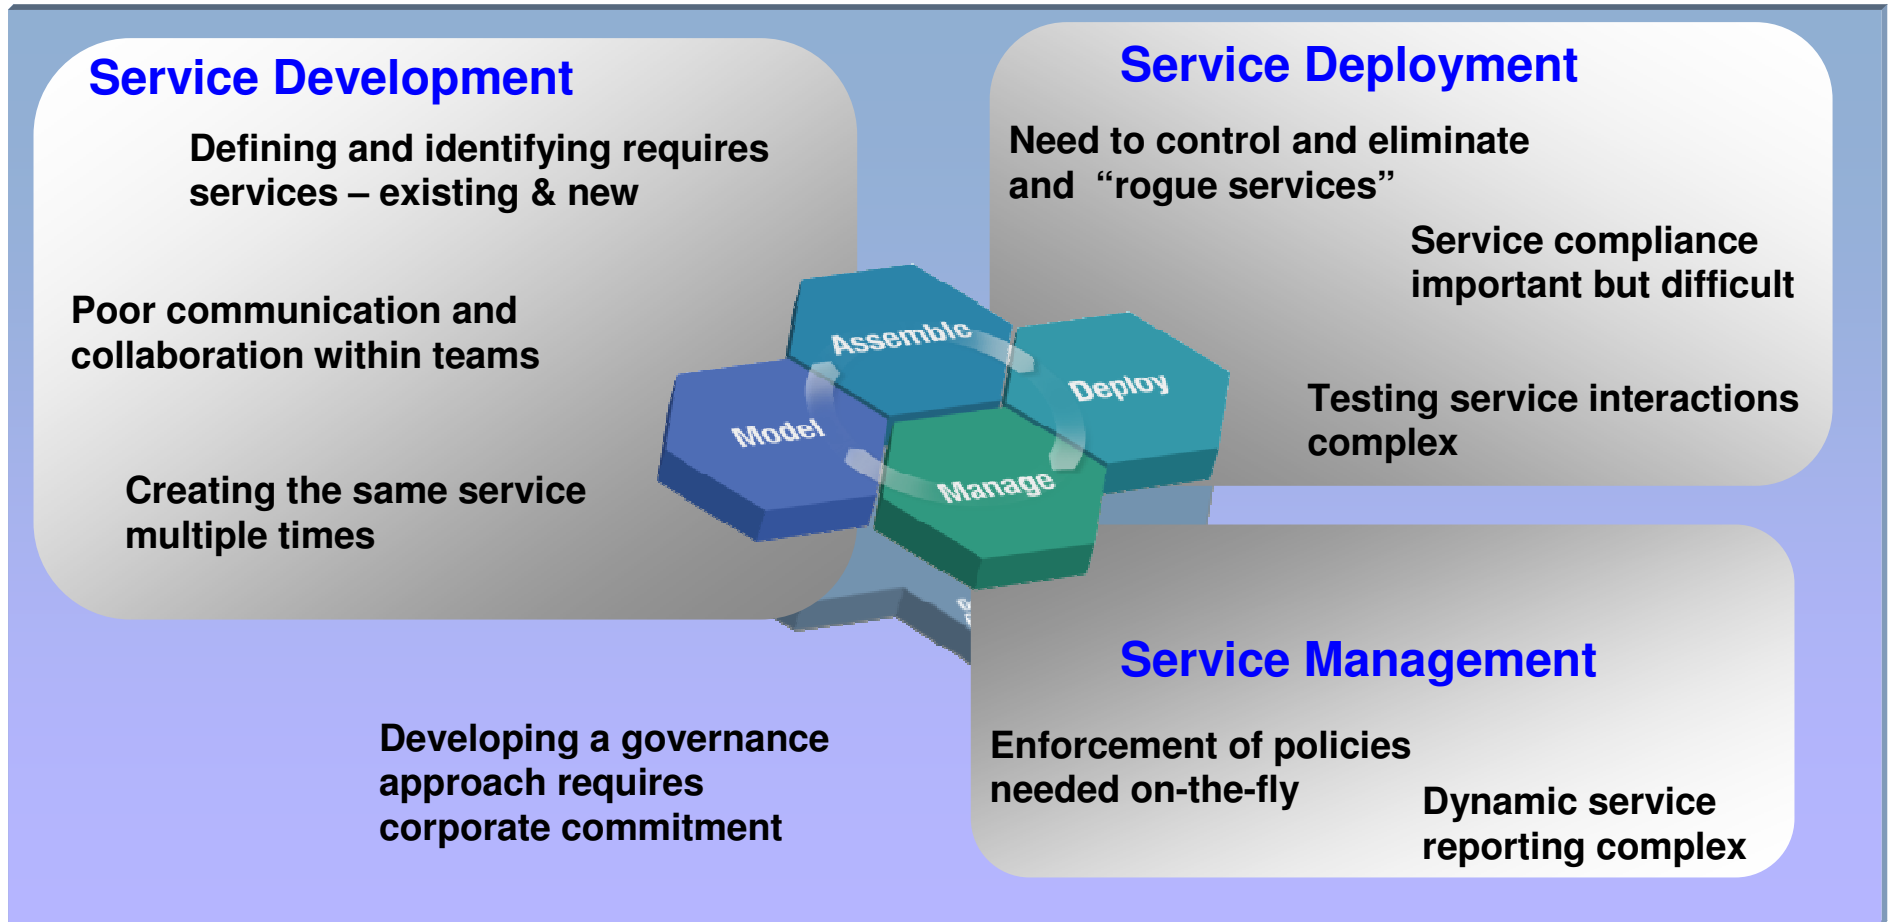 Service Development
Defining and identifying requires
services – existing & new
Poor communication and
collaboration within teams
Creating the same service
multiple times
Service Deployment
Need to control and eliminate
and “rogue services”
Service compliance
important but difficult
Testing service interactions
complex
Assemble
Deploy
Model
Manage
Service Management
Enforcement of policies
needed on-the-fly
Dynamic service
reporting complex
Developing a governance
approach requires
corporate commitment